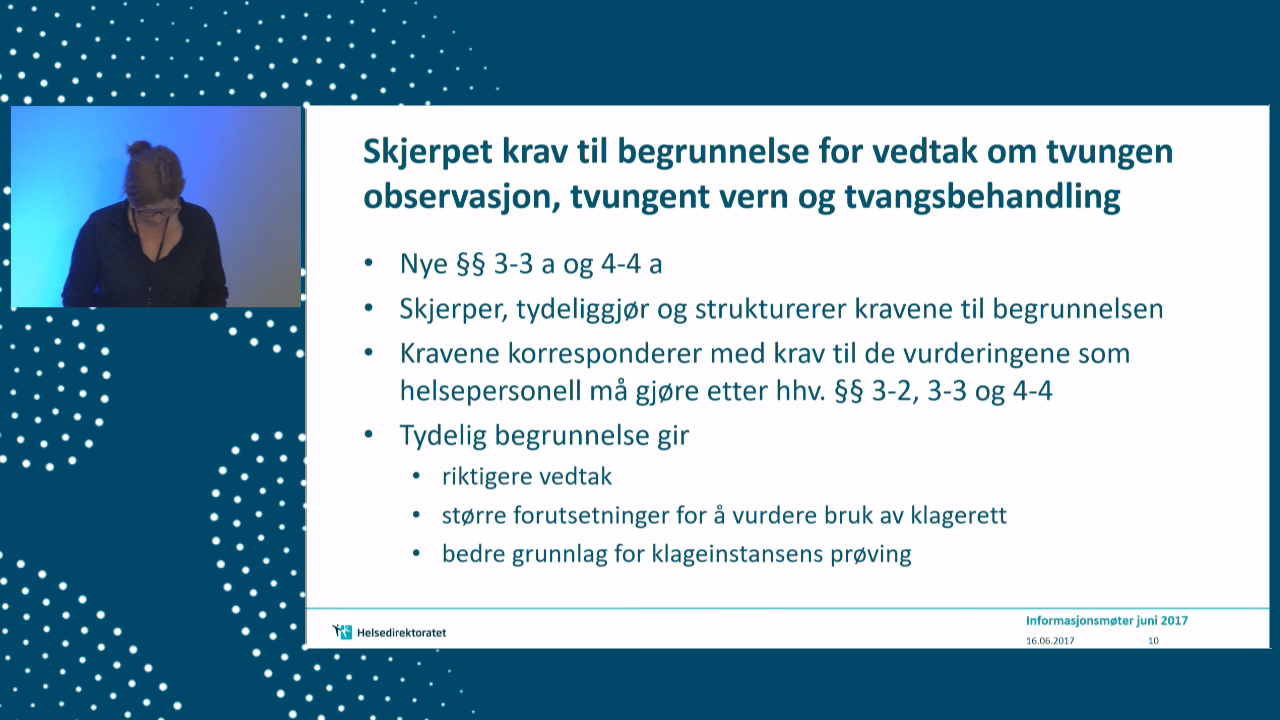 Skjerpet krav til begrunnelse for vedtak om tvungen
observasjon, tvungent vern og tvangsbehandling
• Nye §§ 3-3 a og 4-4 a
• Skjerper, tydeliggjør og strukturerer kravene til begrunnelsen
• Kravene korresponderer med krav til de vurderingene som
helsepersonell må gjøre etter hhv. §§ 3-2, 3-3 og 4-4
• Tydelig begrunnelse gir
• riktigere vedtak
• større forutsetninger for å vurdere bruk av klagerett
• bedre grunnlag for klageinstansens prøving
Helsedirektoratet
Informasjonsmøter juni 2017
16.06.2017 10